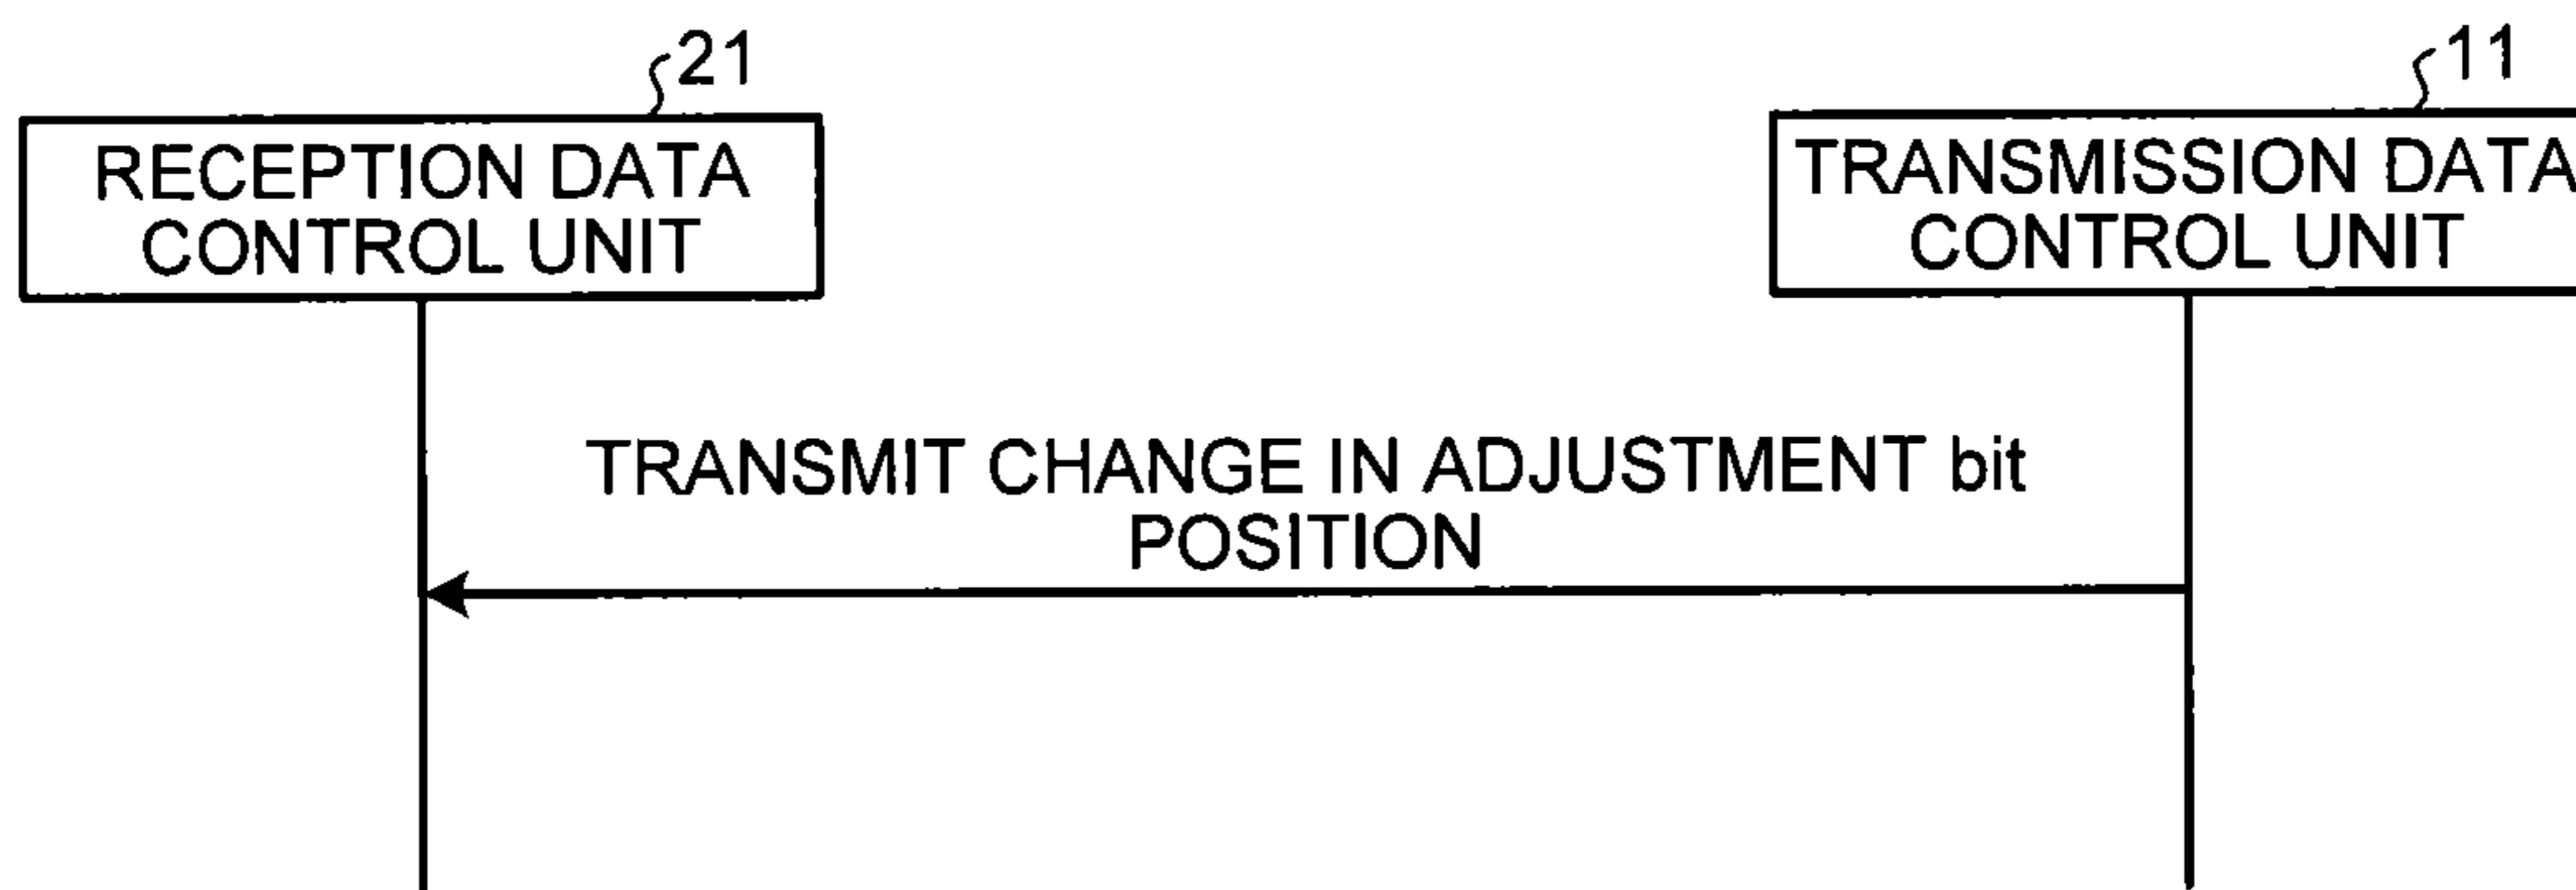 21
11
RECEPTION DATA
CONTROL UNIT
TRANSMISSION DATA
CONTROL UNIT
TRANSMIT CHANGE IN ADJUSTMENT bit
POSITION